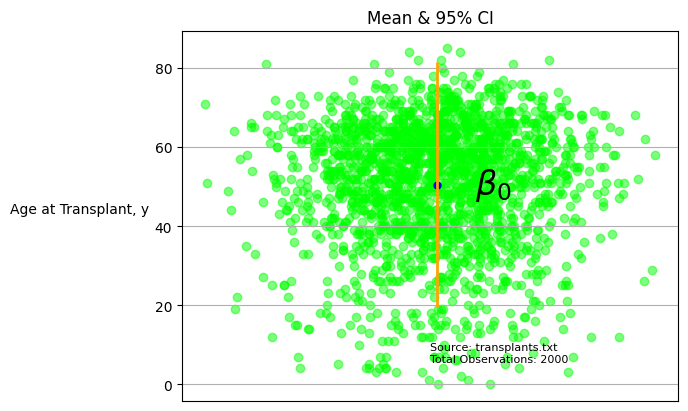 Mean & 95% CI
80
60
40
20
0
Age at Transplant, y
β₀
Source: transplants.txt
Total Observations: 2000